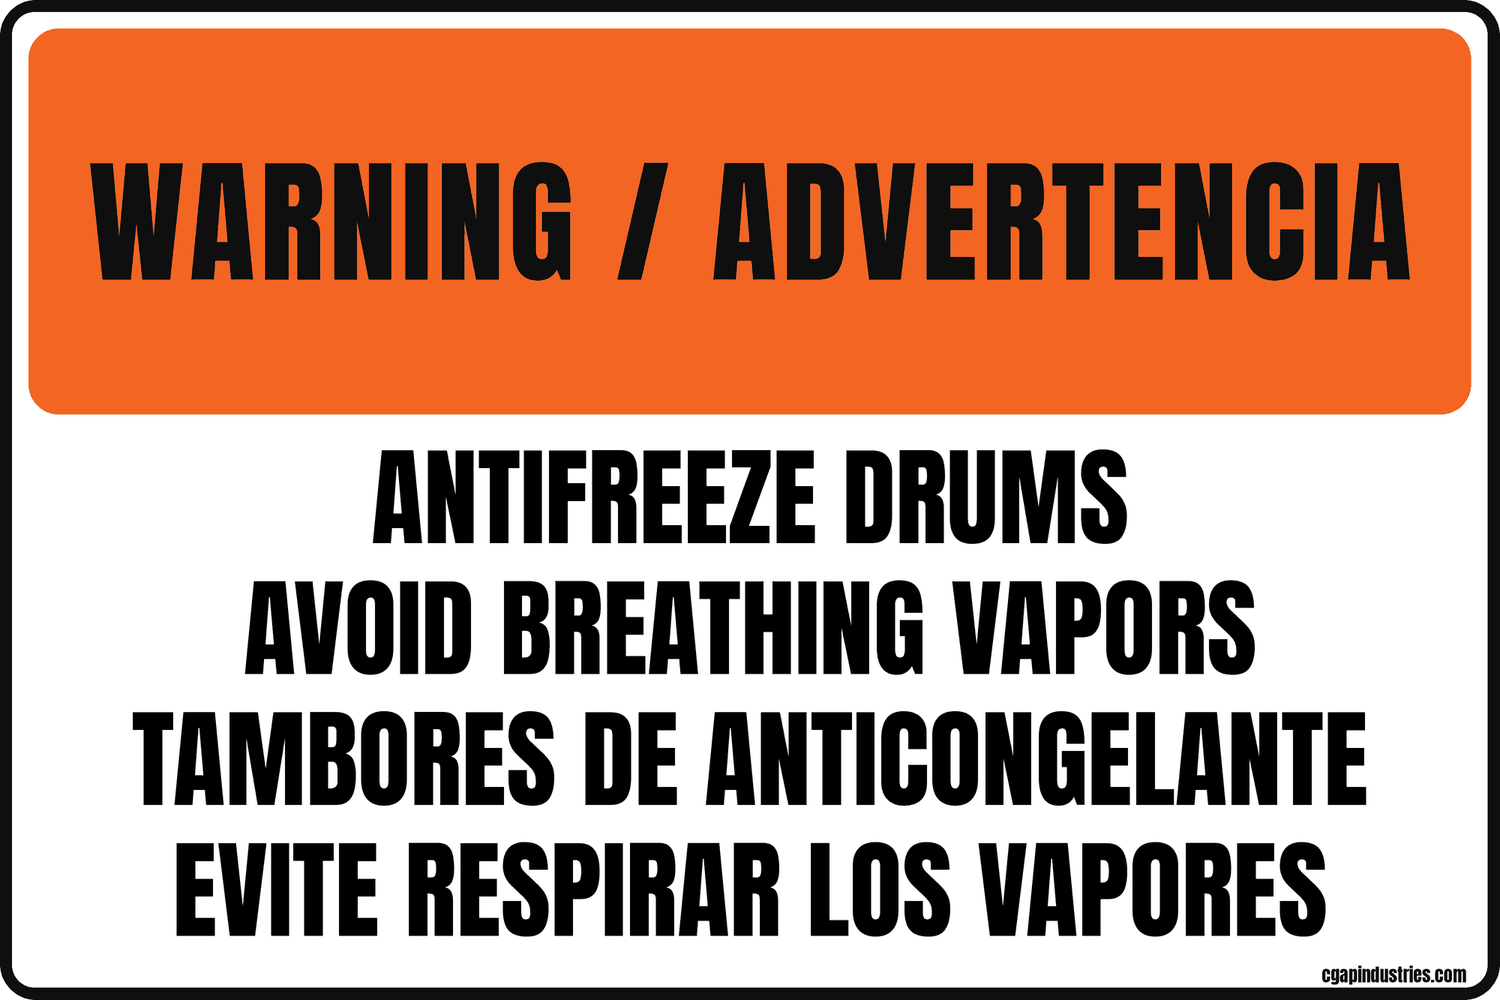 WARNING / ADVERTENCIA
ANTIFREEZE DRUMS
AVOID BREATHING VAPORS
TAMBORES DE ANTICONGELANTE
EVITE RESPIRAR LOS VAPORES
cgapindustries.com